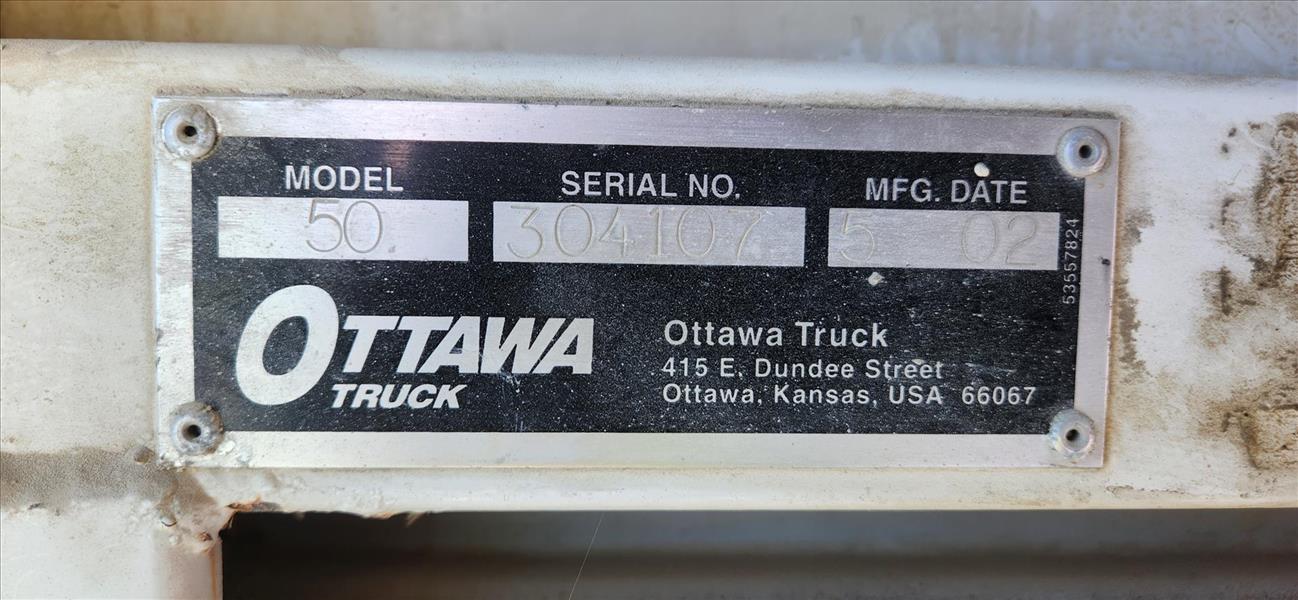 MODEL SERIAL NO. MFG. DATE
50 304107 5 02
53557824
OTTAWA
TRUCK
Ottawa Truck
415 E. Dundee Street
Ottawa, Kansas, USA 66067